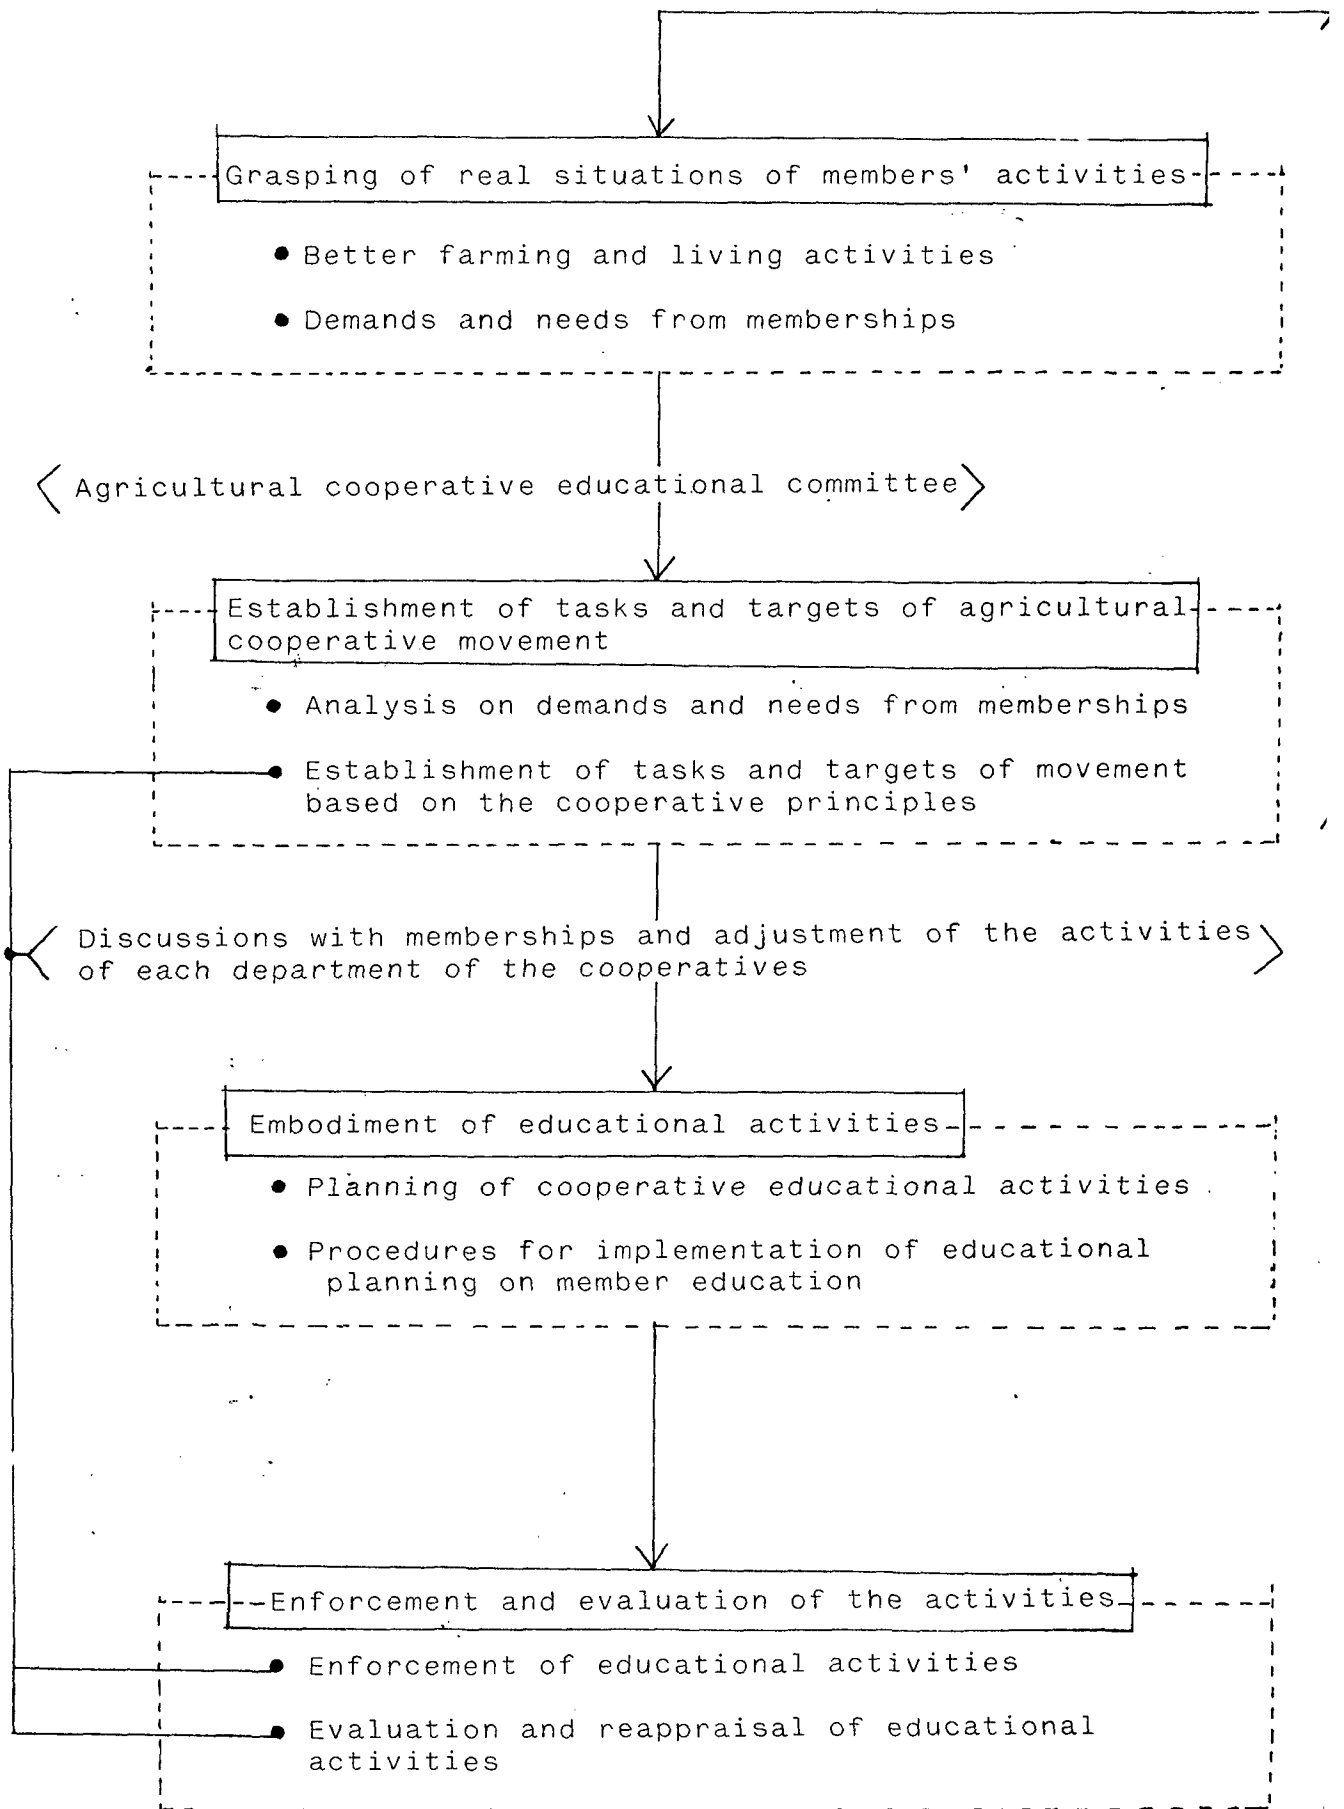 Grasping of real situations of members' activities
● Better farming and living activities
● Demands and needs from memberships
Agricultural cooperative educational committee
Establishment of tasks and targets of agricultural
cooperative movement
● Analysis on demands and needs from memberships
● Establishment of tasks and targets of movement
based on the cooperative principles
Discussions with memberships and adjustment of the activities
of each department of the cooperatives
Embodiment of educational activities
● Planning of cooperative educational activities
● Procedures for implementation of educational
planning on member education
Enforcement and evaluation of the activities
● Enforcement of educational activities
● Evaluation and reappraisal of educational
activities